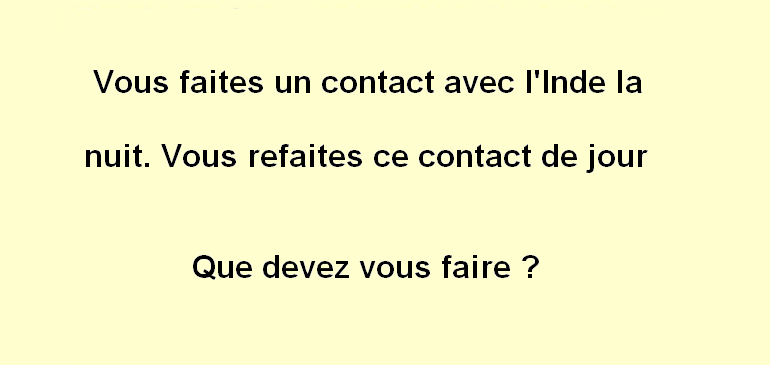 Vous faites un contact avec l'Inde la
nuit. Vous refaites ce contact de jour
Que devez vous faire ?